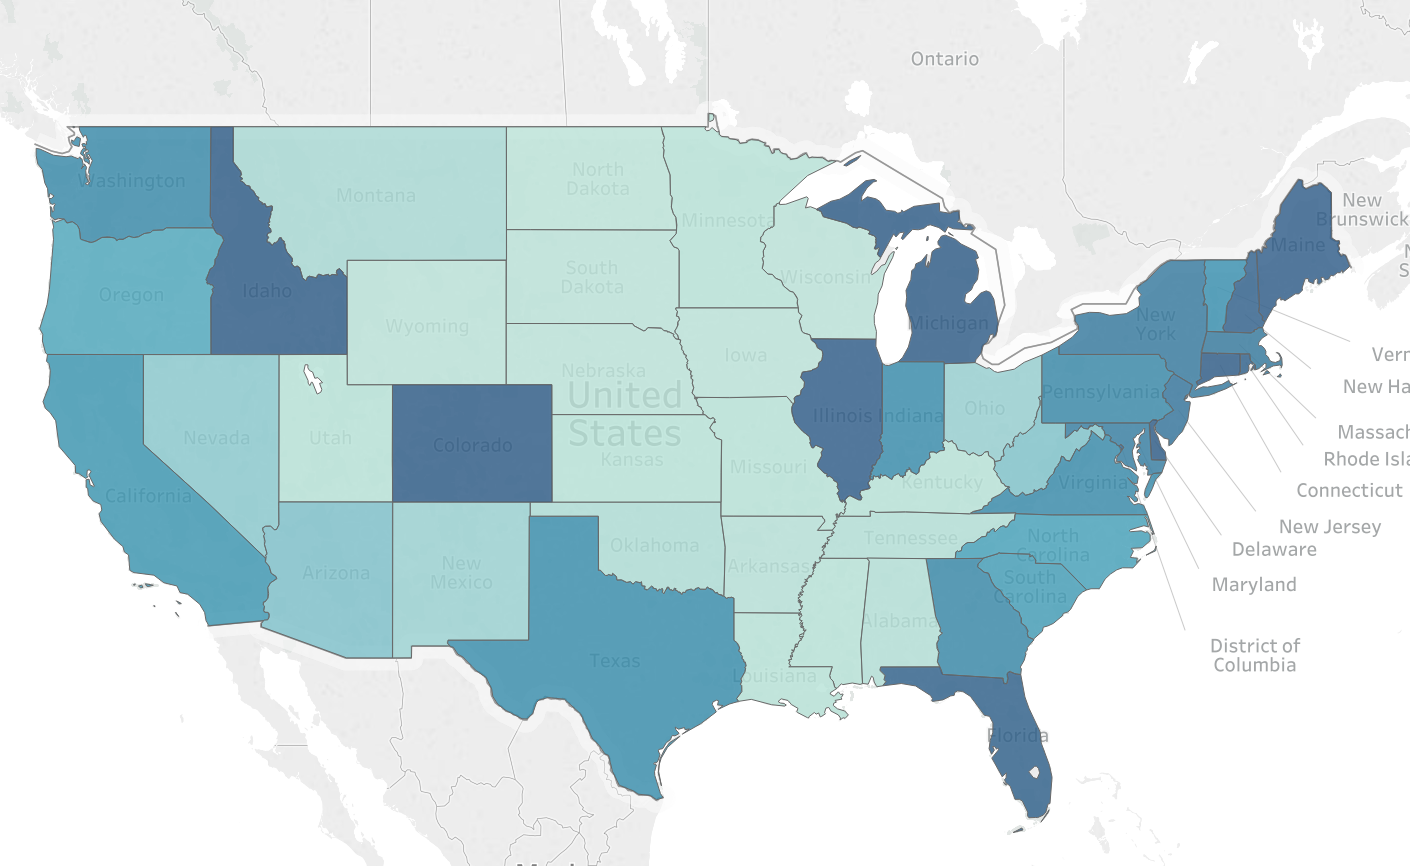 Ontario
New
Brunswick
N
S
Washington
Montana
North
Dakota
Minnesota
Maine
Oregon
Idaho
South
Dakota
Wisconsin
Michigan
New
York
Wyoming
Iowa
Nebraska
United
States
Verr
New Ha
Nevada
Utah
Colorado
Kansas
Missouri
Illinois
Indiana
Ohio
Pennsylvania
Massach
Rhode Isla
Connecticut
California
Kentucky
Virginia
New Jersey
Delaware
Maryland
District of
Columbia
Arizona
New
Mexico
Oklahoma
Arkansas
Tennessee
North
Carolina
South
Carolina
Alabama
Texas
Louisiana
Florida